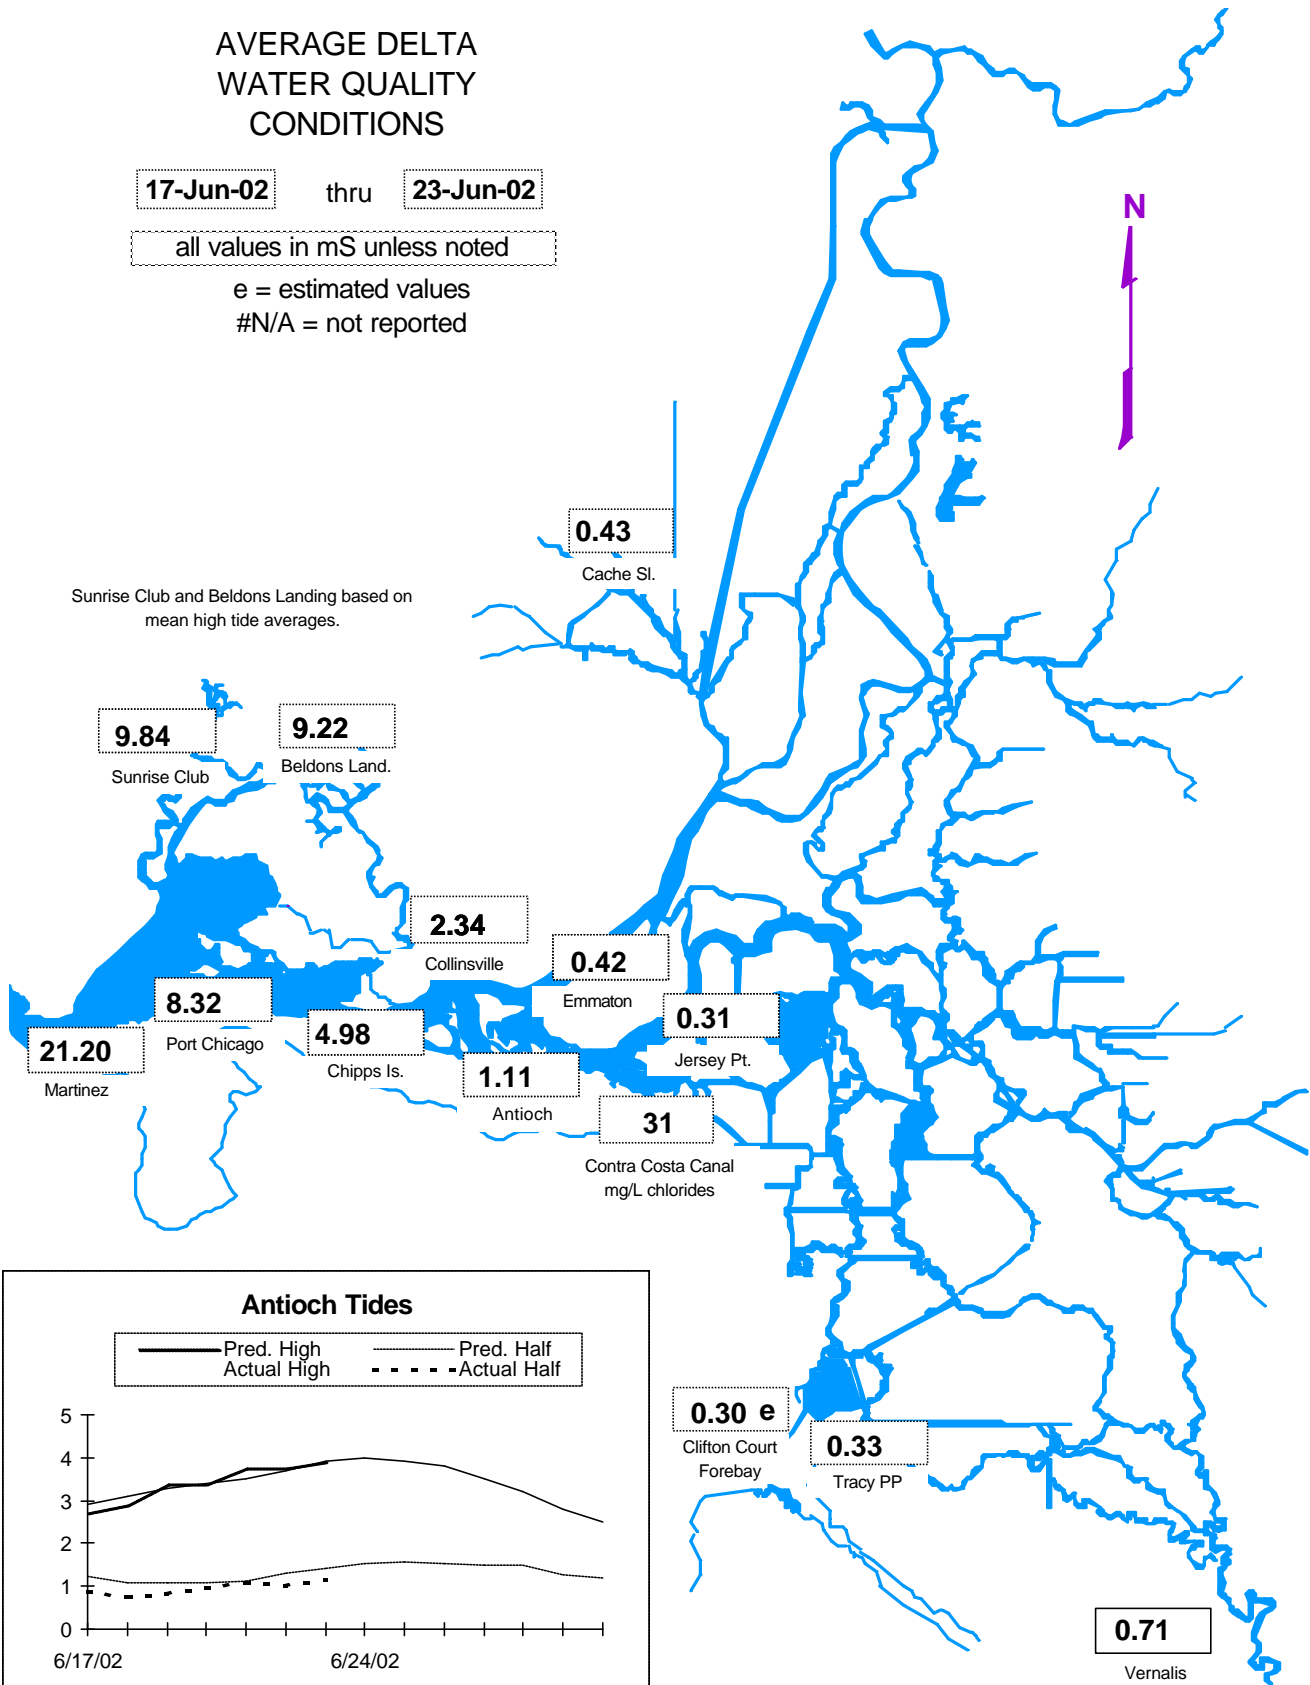 AVERAGE DELTA
WATER QUALITY
CONDITIONS
17-Jun-02 thru 23-Jun-02
all values in mS unless noted
e = estimated values
#N/A = not reported
N
0.43
Cache Sl.
Sunrise Club and Beldons Landing based on
mean high tide averages.
9.84
Sunrise Club
9.22
Beldons Land.
2.34
Collinsville
0.42
Emmaton
8.32
Port Chicago
0.31
Jersey Pt.
21.20
Martinez
4.98
Chipps Is.
1.11
Antioch
31
Contra Costa Canal
mg/L chlorides
Antioch Tides
Pred. High
Pred. Half
Actual High
Actual Half
5
4
3
2
1
0
6/17/02
6/24/02
0.30 e
Clifton Court
Forebay
0.33
Tracy PP
0.71
Vernalis